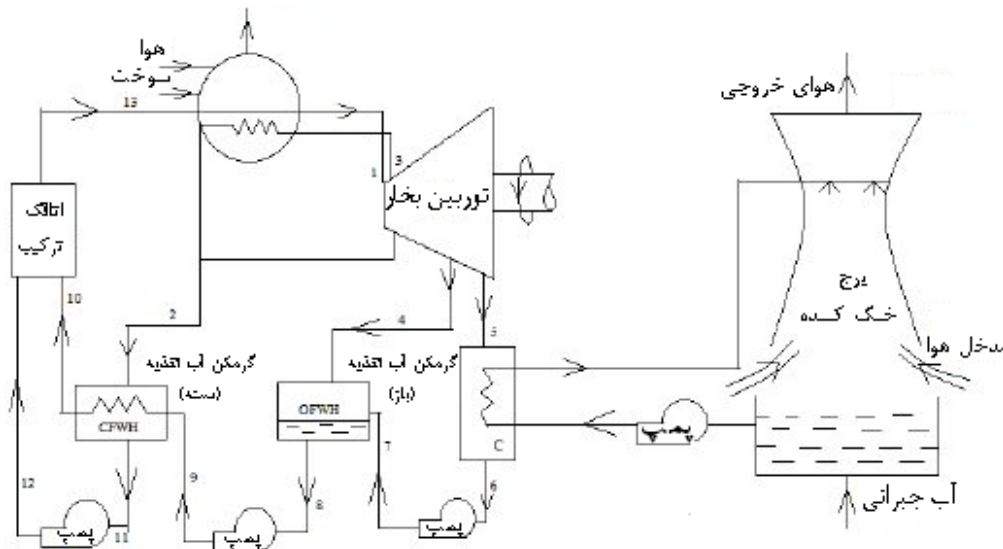 هوا
سوخت
13
هوای خروجی
1
3
توربین بخار
اتاقک
ترکیب
10
2
4
5
برج
خنک کننده
مدخل هوا
گرمکن آب تغذیه
(بسته)
گرمکن آب تغذیه
(باز)
CFWH
OFWH
C
پمپ
7
6
9
8
12
11
پمپ
پمپ
پمپ
آب جبرانی